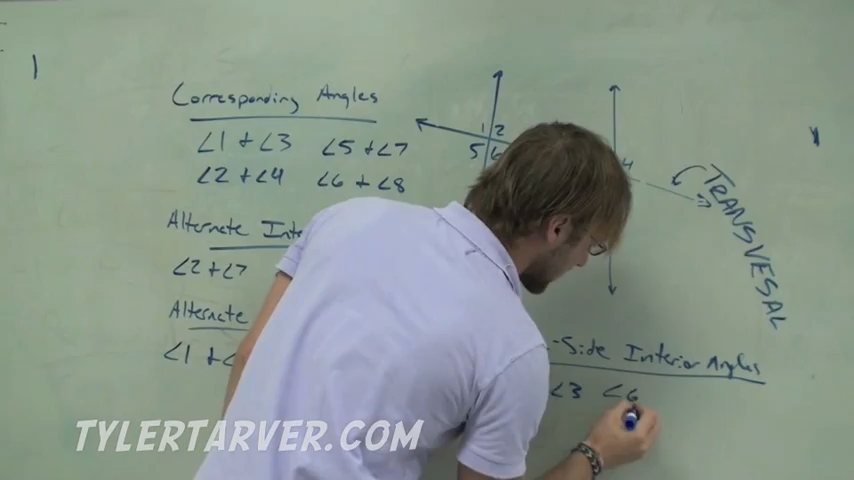 Corresponding Angles
∠1 + ∠3 ∠5 + ∠7
∠2 + ∠4 ∠6 + ∠8
Alternate
∠2 + ∠7
Alternate
∠1 +
1 2
5 6
4
TRANSVESAL
-Side Interior Angles
∠3 ∠6
TYLERTARVER.COM